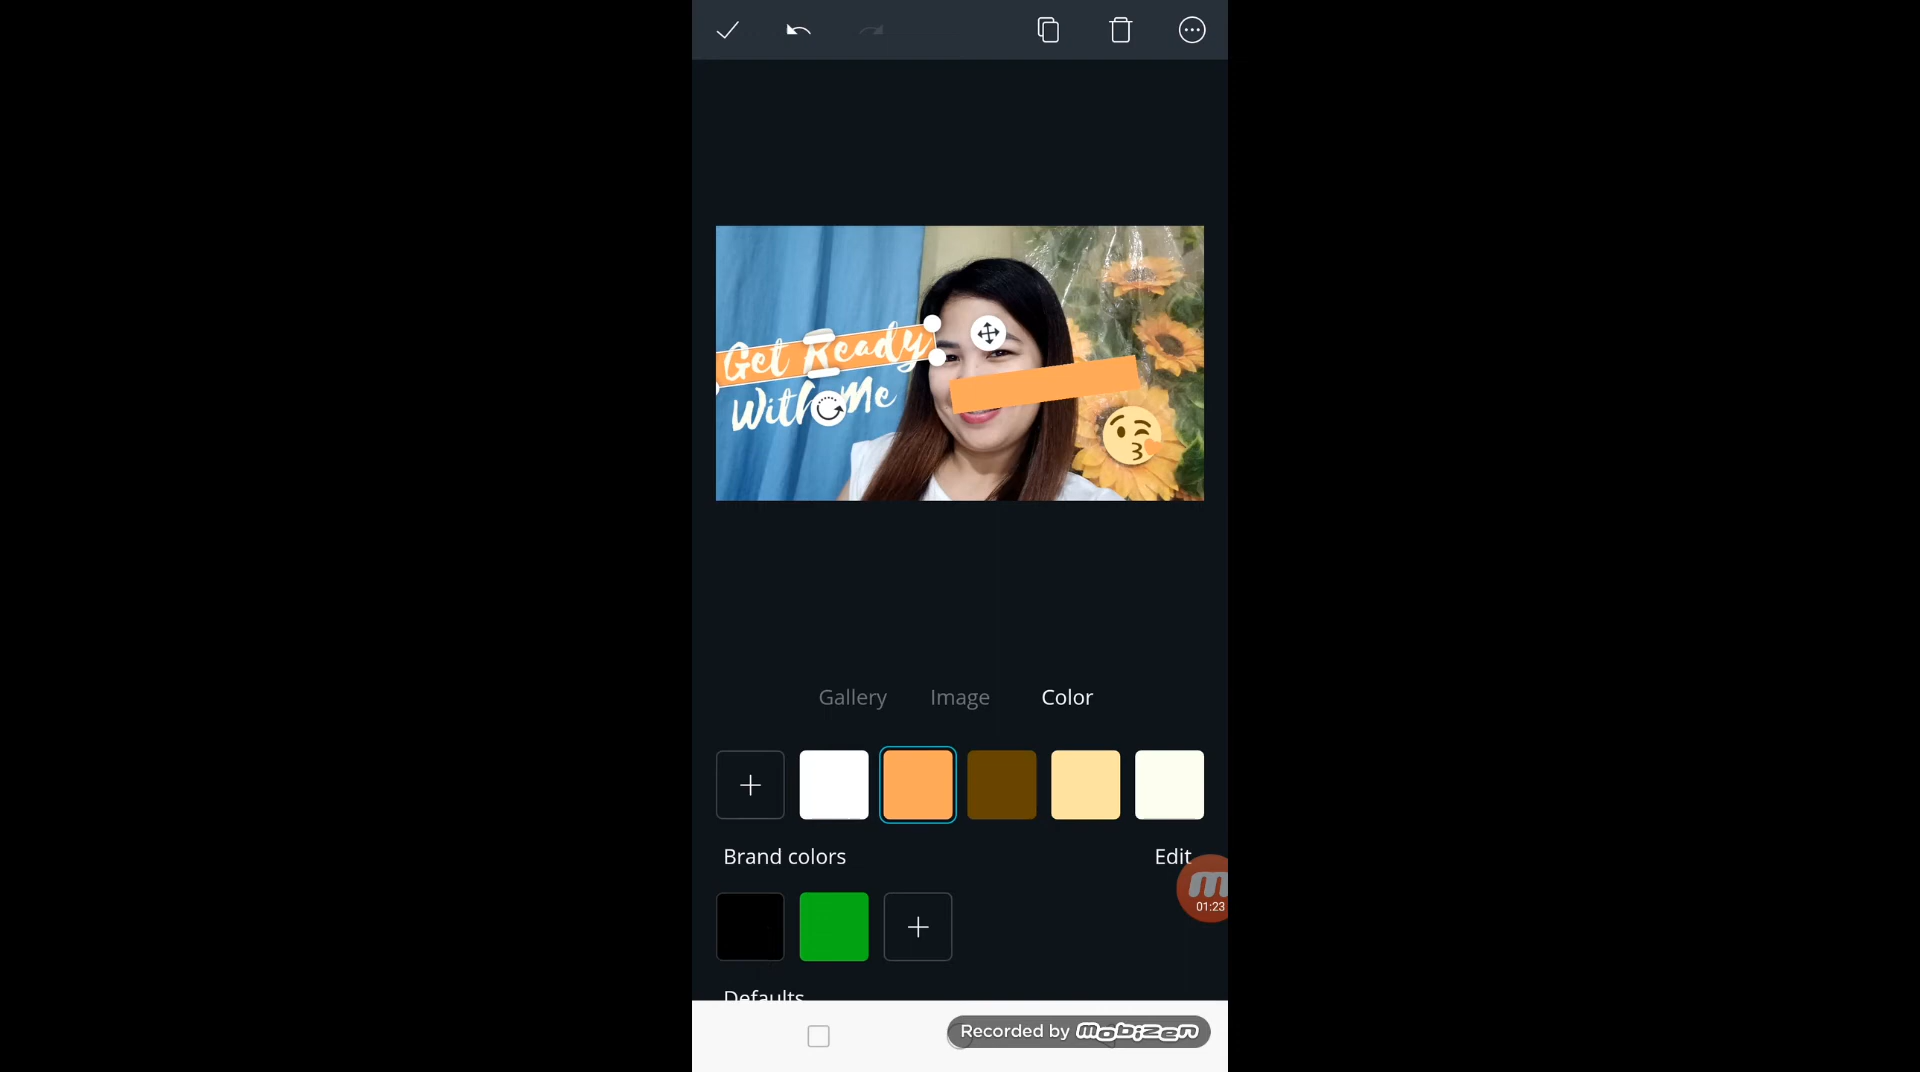 Get Ready
With Me
Gallery Image Color
Brand colors Edit
01:23
Defaults
Recorded by mobizen